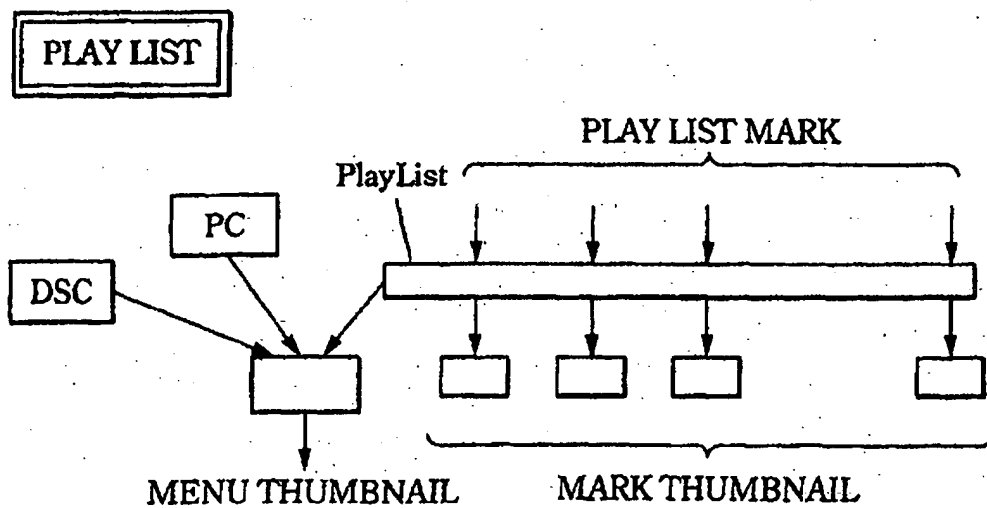 PLAY LIST
PLAY LIST MARK
PlayList
PC
DSC
MENU THUMBNAIL
MARK THUMBNAIL